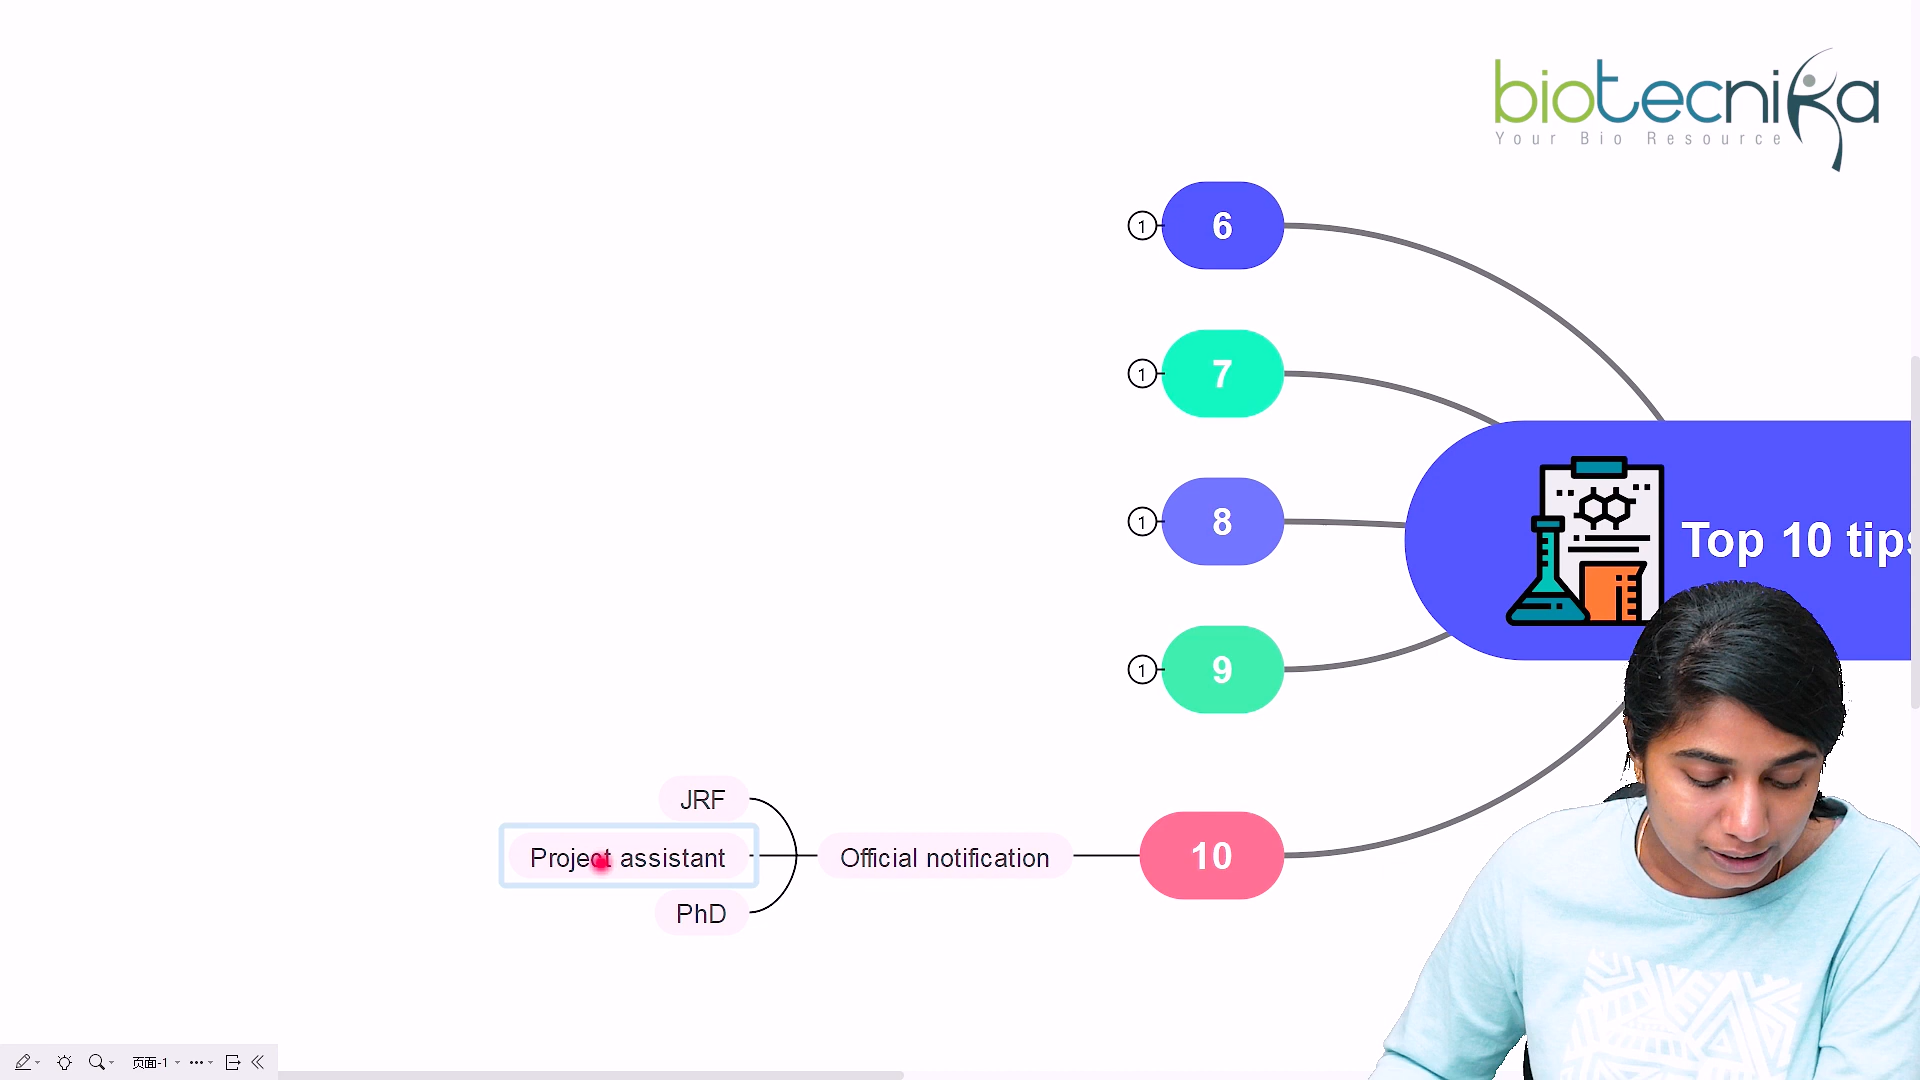 biotecnika
Your Bio Resource
1
6
1
7
1
8
Top 10 tips
1
9
JRF
Project assistant
Official notification
10
PhD
页面-1